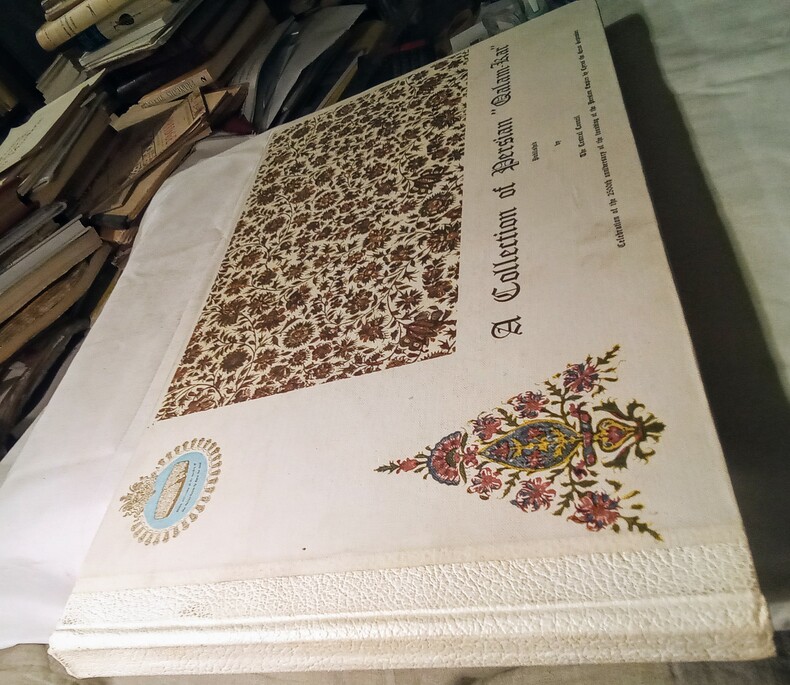 A Collection of Persian "Qalam-Kar"
Published
by
The Central Council
Celebration of the 2500th anniversary of the founding of the Persian Empire by Cyrus the Great